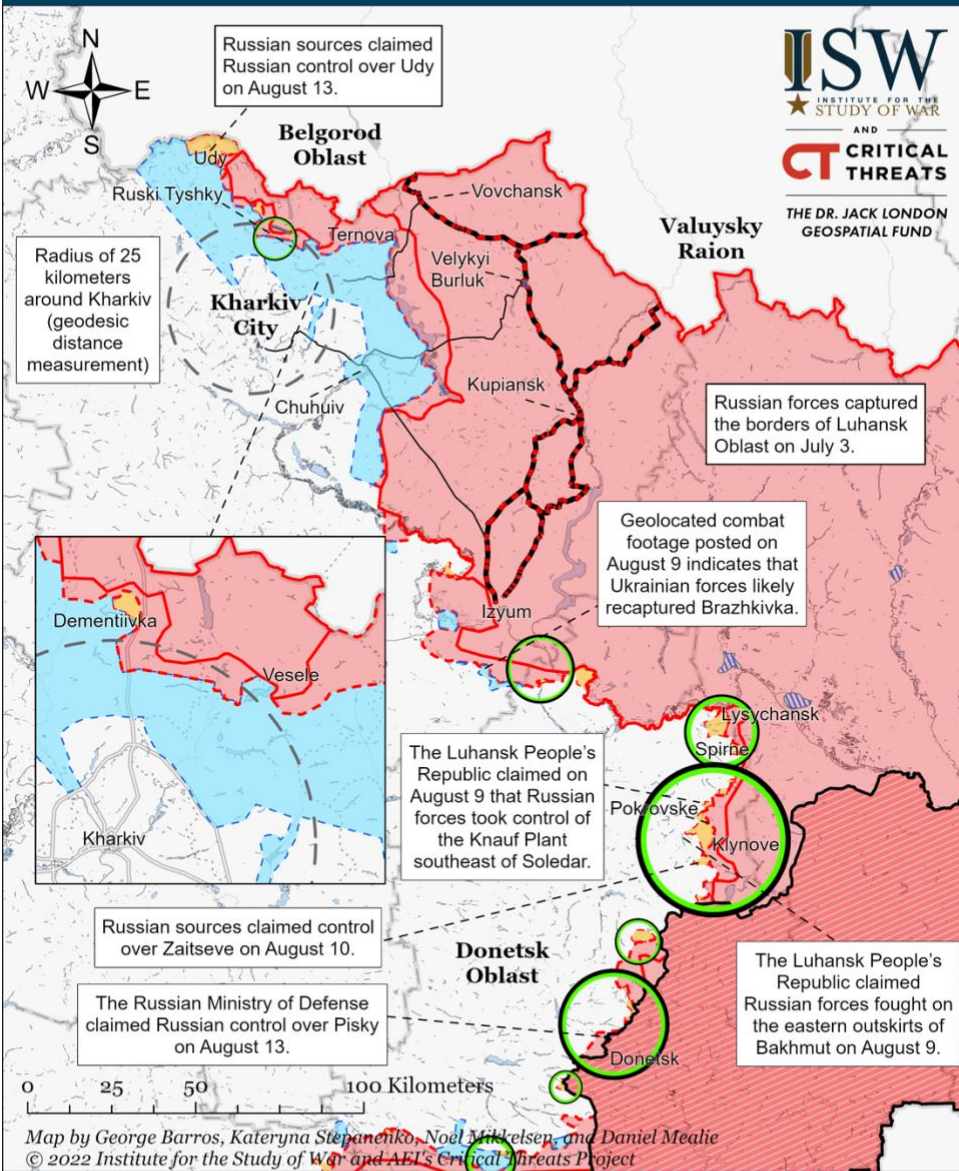 N
W
E
S
Russian sources claimed
Russian control over Udy
on August 13.
ISW
INSTITUTE FOR THE
STUDY OF WAR
AND
CT CRITICAL
THREATS
THE DR. JACK LONDON
GEOSPATIAL FUND
Belgorod
Oblast
Udy
Ruski Tyshky
Ternova
Vovchansk
Valuysky
Raion
Velykyi
Burluk
Radius of 25
kilometers
around Kharkiv
(geodesic
distance
measurement)
Kharkiv
City
Chuhuiv
Kupiansk
Russian forces captured
the borders of Luhansk
Oblast on July 3.
Geolocated combat
footage posted on
August 9 indicates that
Ukrainian forces likely
recaptured Brazhkivka.
Izyum
Dementiivka
Vesele
Kharkiv
Lysychansk
Spirne
The Luhansk People's
Republic claimed on
August 9 that Russian
forces took control of
the Knauf Plant
southeast of Soledar.
Pokrovske
Klynove
Russian sources claimed control
over Zaitseve on August 10.
Donetsk
Oblast
The Russian Ministry of Defense
claimed Russian control over Pisky
on August 13.
The Luhansk People's
Republic claimed
Russian forces fought on
the eastern outskirts of
Bakhmut on August 9.
Donetsk
0 25 50 100 Kilometers
Map by George Barros, Kateryna Stepanenko, Noel Mikkelsen, and Daniel Mealie
© 2022 Institute for the Study of War and AEI's Critical Threats Project